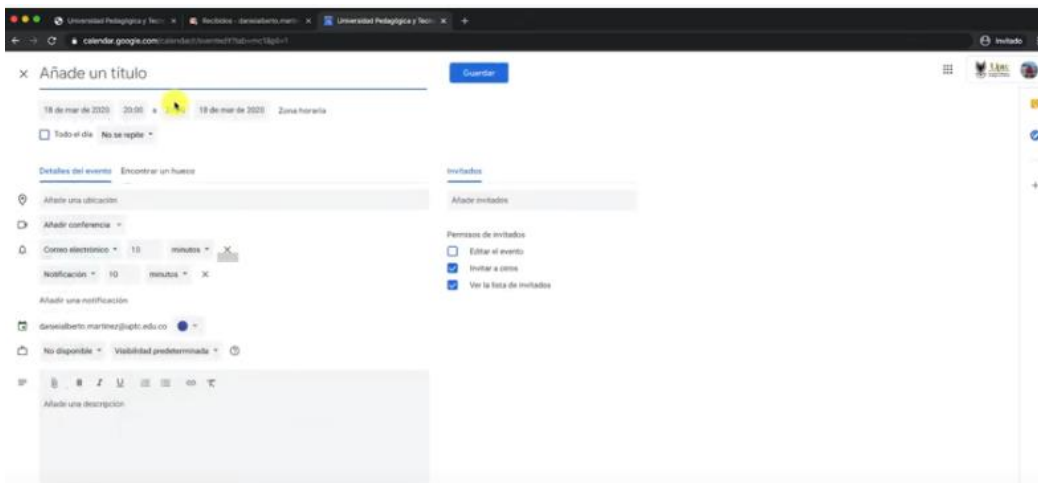 Universidad Pedagógica y Tecn
Recibidos - danielalberto.martin
Universidad Pedagógica y Tecn
calendar.google.com
Invitado
Añade un título
Guardar
Uptc
18 de mar de 2020 20:00 a 18 de mar de 2020 Zona horaria
Todo el día No se repite
Detalles del evento Encontrar un hueco
Invitados
Añade una ubicación
Añadir invitados
Añadir conferencia
Permisos de invitados
Correo electrónico 10 minutos
Editar el evento
Notificación 10 minutos
Invitar a otros
Ver la lista de invitados
Añadir una notificación
danielalberto.martinez@uptc.edu.co
No disponible Visibilidad predeterminada
B I U
Añade una descripción